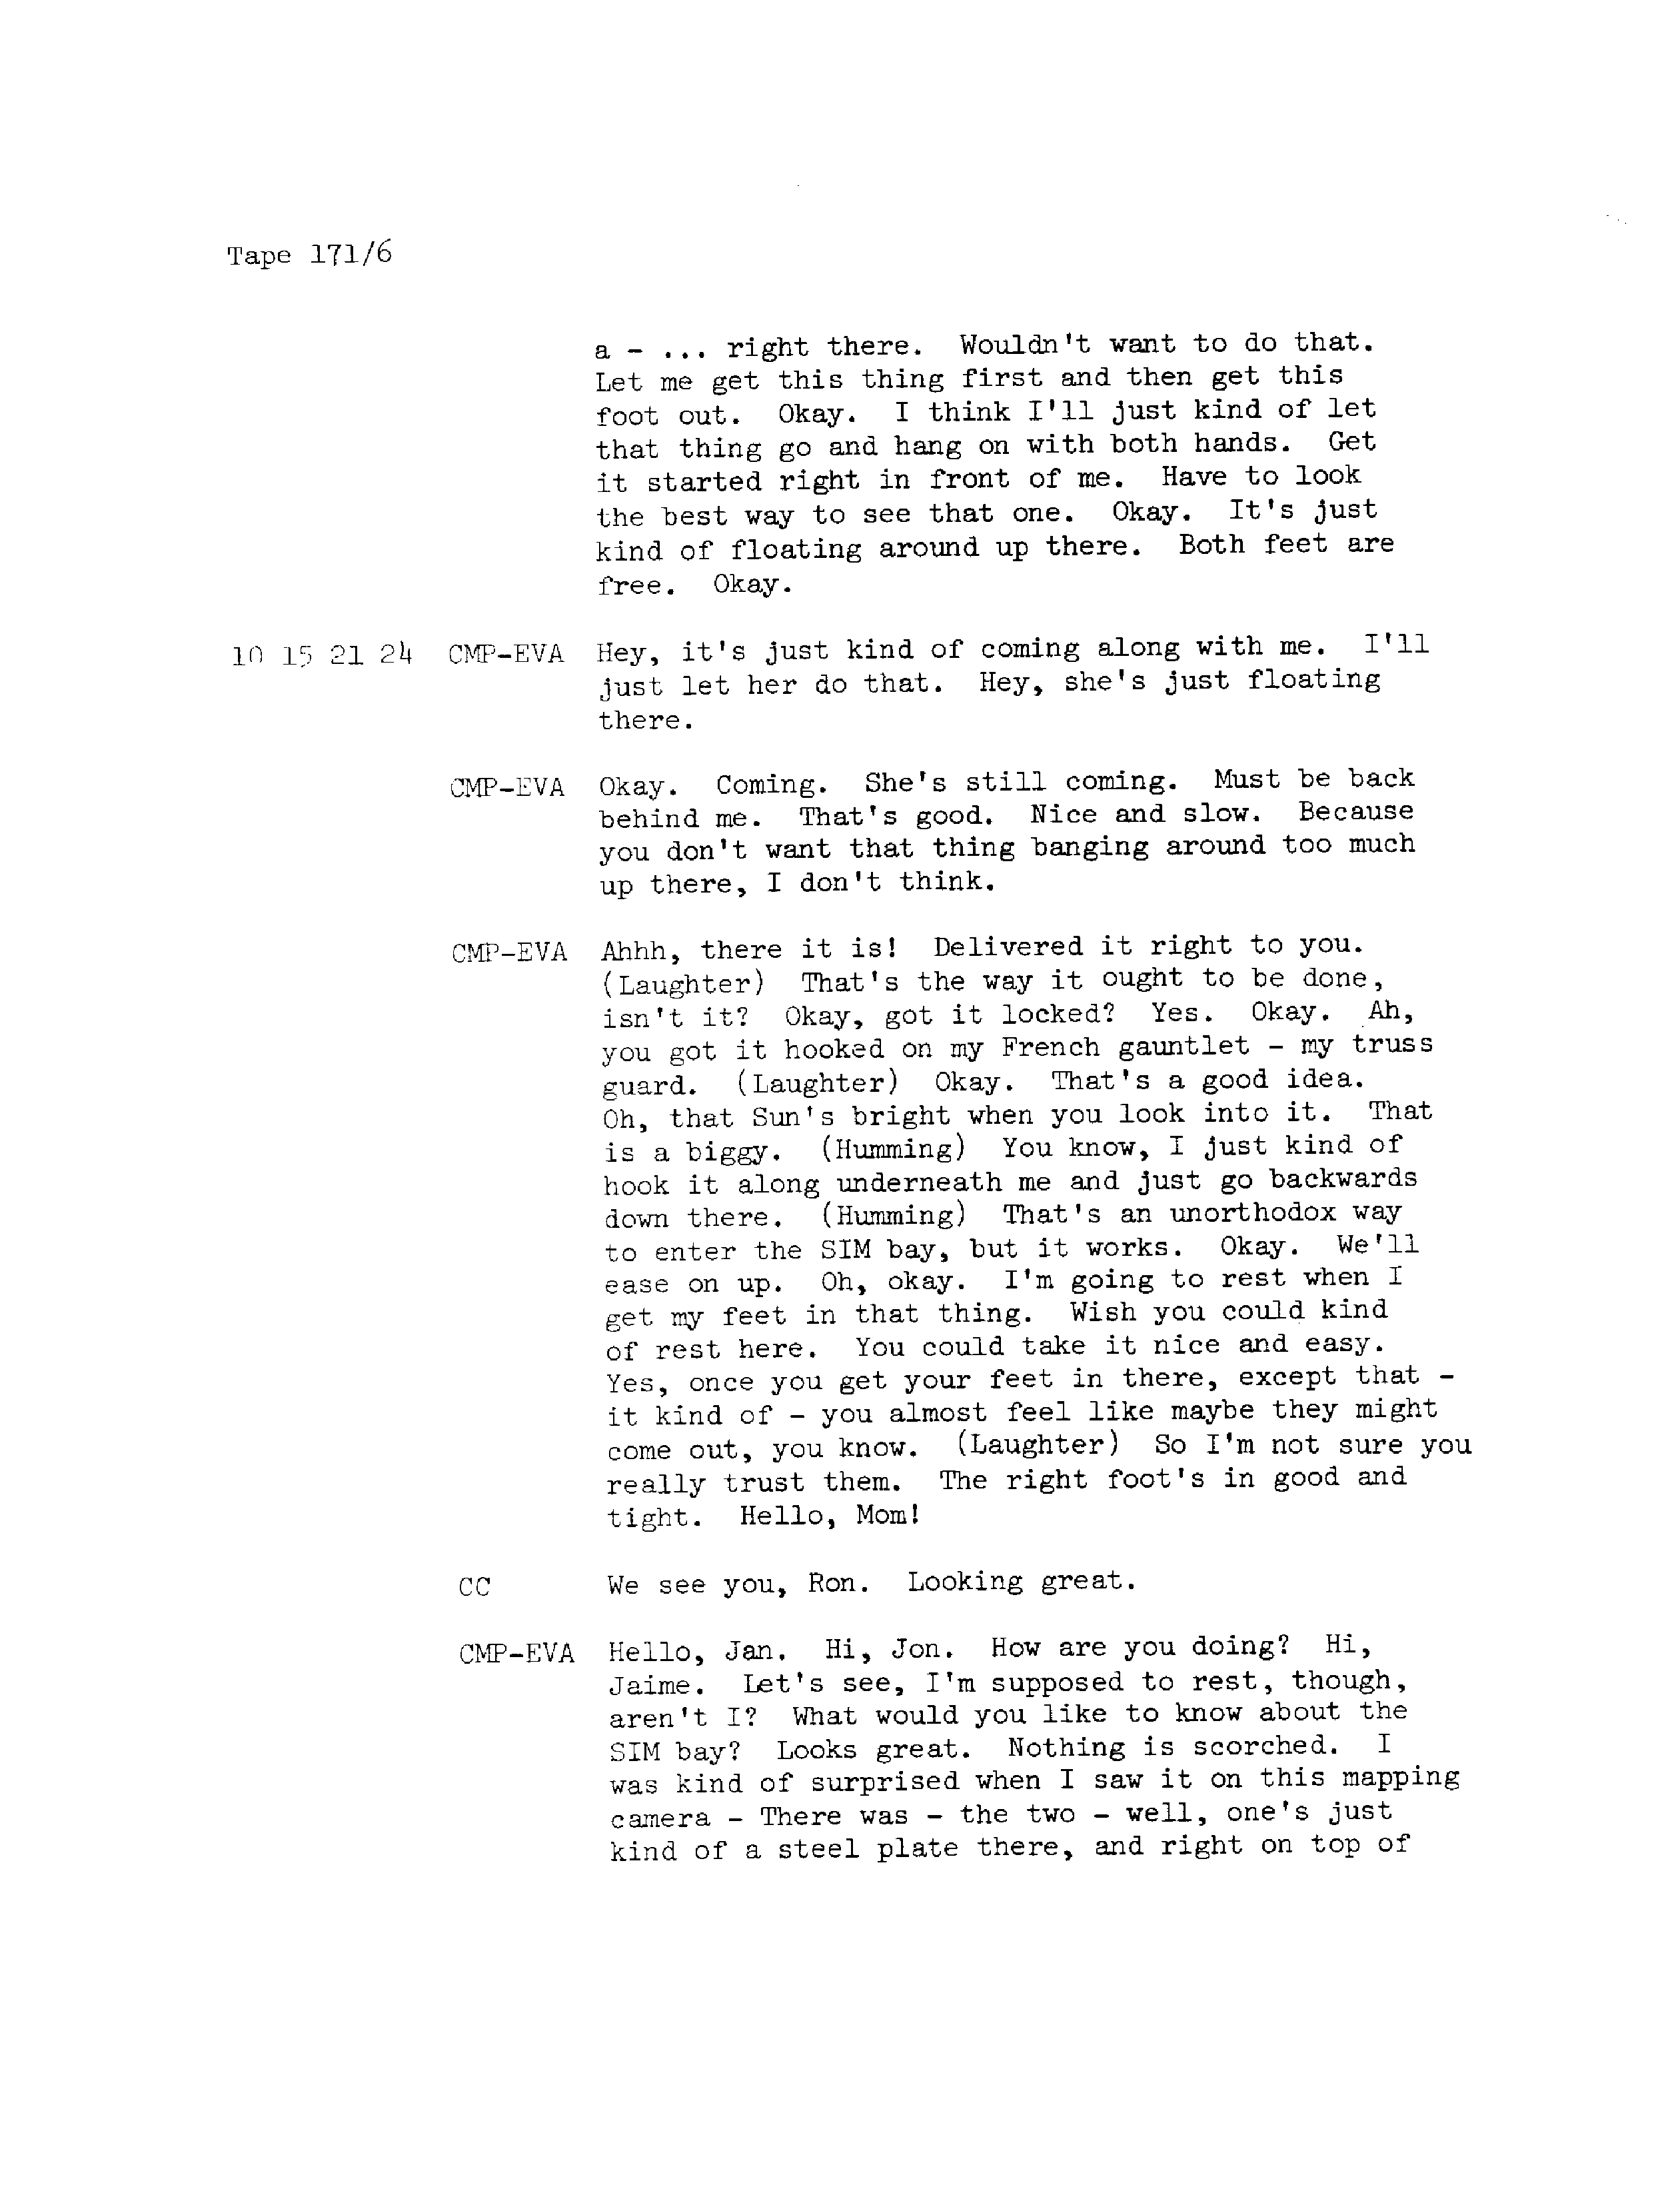 Tape 171/6
a - ... right there. Wouldn't want to do that.
Let me get this thing first and then get this
foot out. Okay. I think I'll just kind of let
that thing go and hang on with both hands. Get
it started right in front of me. Have to look
the best way to see that one. Okay. It's just
kind of floating around up there. Both feet are
free. Okay.
10 15 21 24 CMP-EVA Hey, it's just kind of coming along with me. I'll
just let her do that. Hey, she's just floating
there.
CMP-EVA Okay. Coming. She's still coming. Must be back
behind me. That's good. Nice and slow. Because
you don't want that thing banging around too much
up there, I don't think.
CMP-EVA Ahhh, there it is! Delivered it right to you.
(Laughter) That's the way it ought to be done,
isn't it? Okay, got it locked? Yes. Okay. Ah,
you got it hooked on my French gauntlet - my truss
guard. (Laughter) Okay. That's a good idea.
Oh, that Sun's bright when you look into it. That
is a biggy. (Humming) You know, I just kind of
hook it along underneath me and just go backwards
down there. (Humming) That's an unorthodox way
to enter the SIM bay, but it works. Okay. We'll
ease on up. Oh, okay. I'm going to rest when I
get my feet in that thing. Wish you could kind
of rest here. You could take it nice and easy.
Yes, once you get your feet in there, except that -
it kind of - you almost feel like maybe they might
come out, you know. (Laughter) So I'm not sure you
really trust them. The right foot's in good and
tight. Hello, Mom!
CC We see you, Ron. Looking great.
CMP-EVA Hello, Jan. Hi, Jon. How are you doing? Hi,
Jaime. Let's see, I'm supposed to rest, though,
aren't I? What would you like to know about the
SIM bay? Looks great. Nothing is scorched. I
was kind of surprised when I saw it on this mapping
camera - There was - the two - well, one's just
kind of a steel plate there, and right on top of